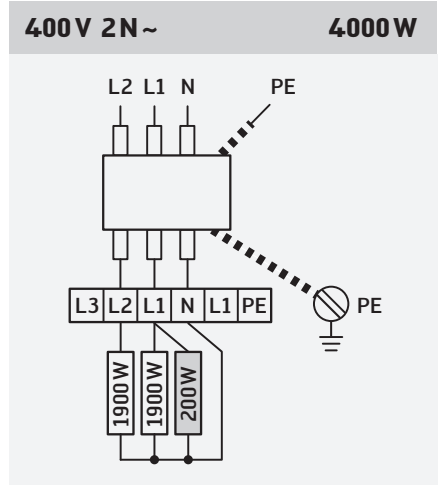 400V 2N~ 4000W
L2 L1 N PE
L3 L2 L1 N L1 PE
PE
1900W 1900W 200W